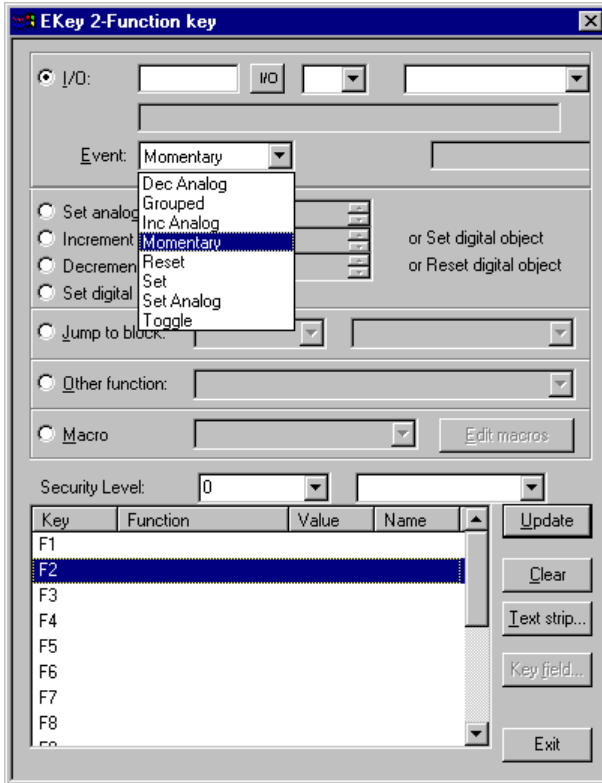 EKey 2-Function key
I/O: I/O
Event: Momentary
Dec Analog
Grouped
Inc Analog
Momentary
Reset
Set
Set Analog
Toggle
Set analog
Increment or Set digital object
Decremen or Reset digital object
Set digital
Jump to block:
Other function:
Macro Edit macros
Security Level: 0
Key Function Value Name Update
F1
F2 Clear
F3
F4 Text strip...
F5
F6 Key field...
F7
F8
Exit